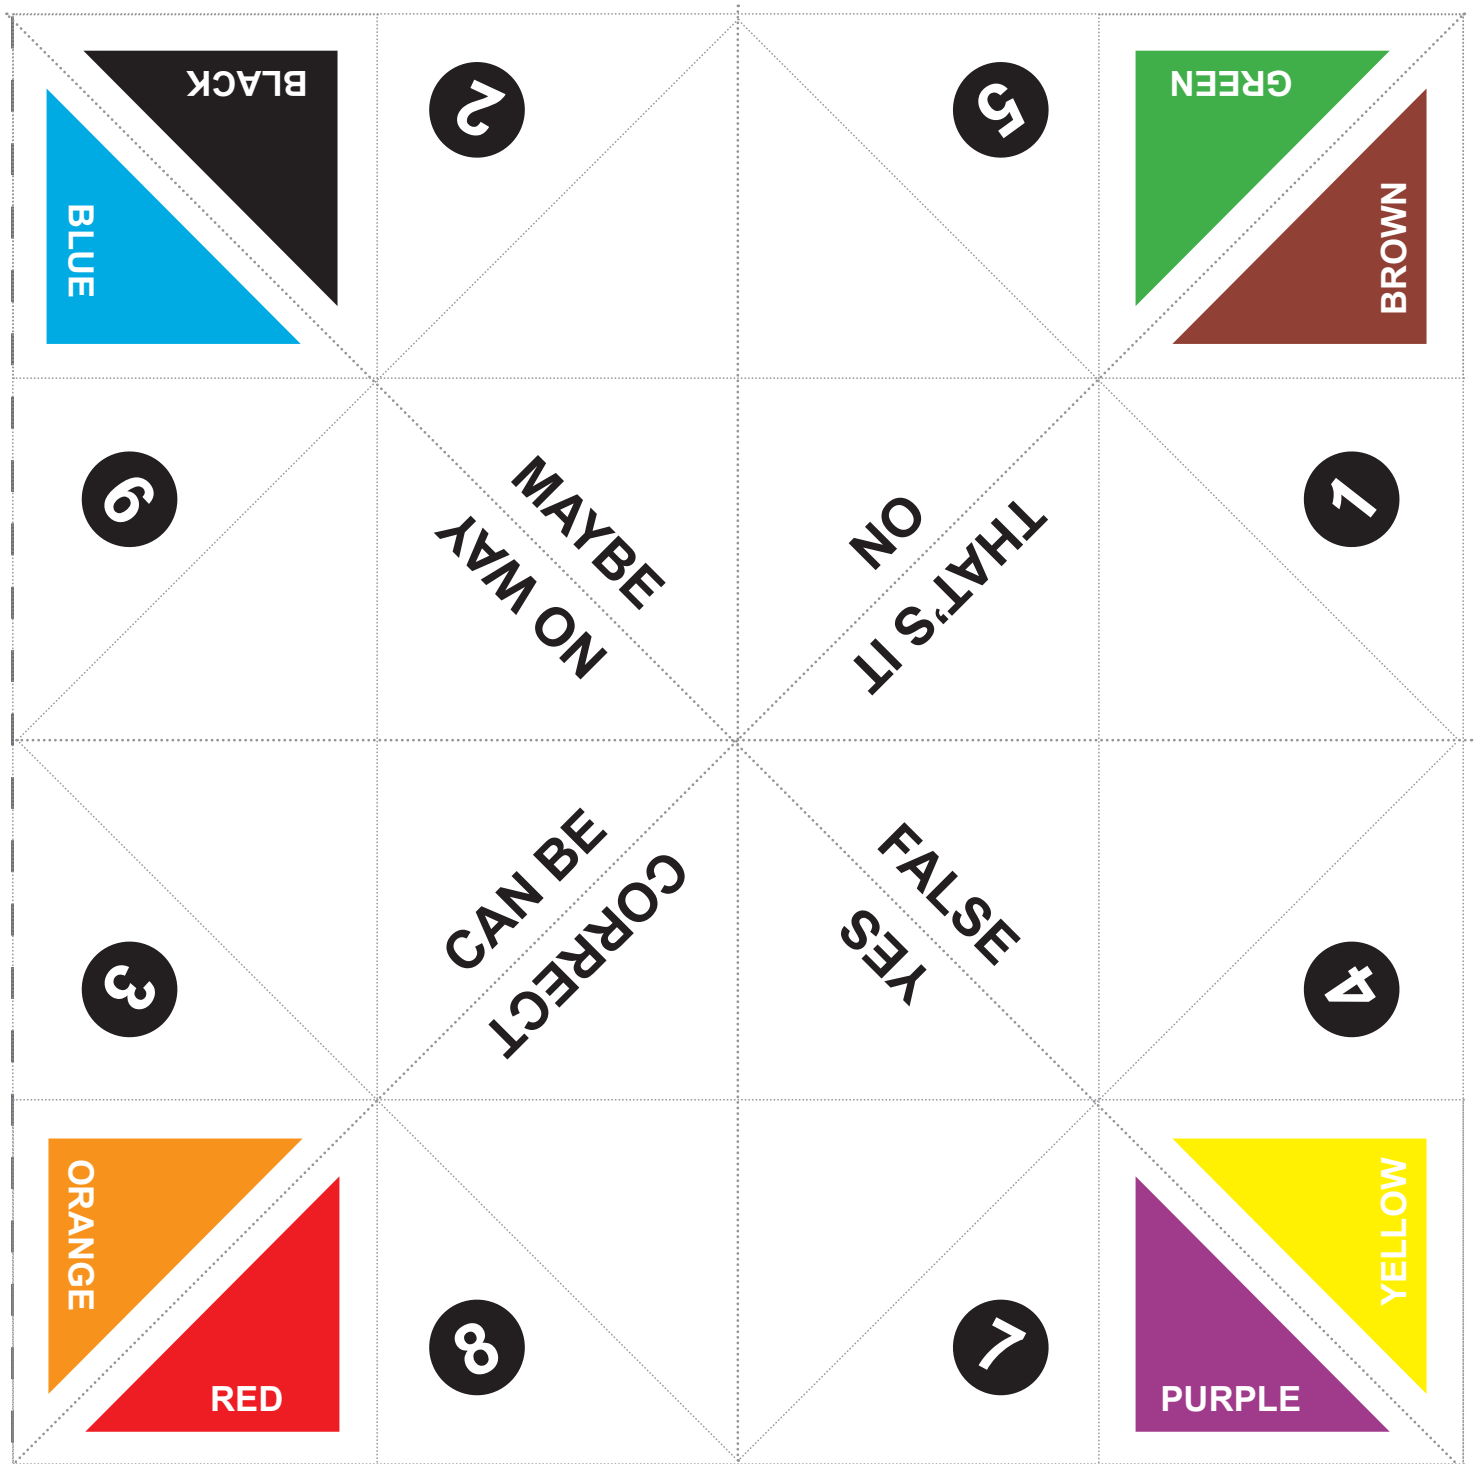 BLACK
2
5
GREEN
BLUE
BROWN
6
MAYBE
NO WAY
NO
THAT'S IT
1
3
CAN BE
CORRECT
FALSE
YES
4
ORANGE
RED
8
7
PURPLE
YELLOW